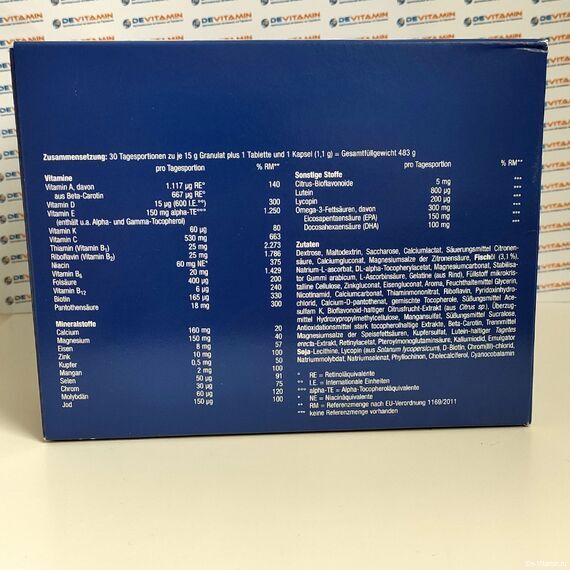 DEVITAMIN
Zusammensetzung: 30 Tagesportionen zu je 15 g Granulat plus 1 Tablette und 1 Kapsel (1,1 g) = Gesamtfüllgewicht 483 g
pro Tagesportion % RM**
Vitamine
Vitamin A, davon 1.117 µg RE° 140
aus Beta-Carotin 667 µg RE°
Vitamin D 15 µg (600 I.E.°°) 300
Vitamin E 150 mg alpha-TE°°° 1.250
(enthält u.a. Alpha- und Gamma-Tocopherol)
Vitamin K 60 µg 80
Vitamin C 530 mg 663
Thiamin (Vitamin B1) 25 mg 2.273
Riboflavin (Vitamin B2) 25 mg 1.786
Niacin 60 mg NE* 375
Vitamin B6 20 mg 1.429
Folsäure 400 µg 200
Vitamin B12 6 µg 240
Biotin 165 µg 330
Pantothensäure 18 mg 300
Mineralstoffe
Calcium 160 mg 20
Magnesium 150 mg 40
Eisen 8 mg 57
Zink 10 mg 100
Kupfer 0,5 mg 50
Mangan 2 mg 100
Selen 50 µg 91
Chrom 30 µg 75
Molybdän 60 µg 120
Jod 150 µg 100
pro Tagesportion % RM**
Sonstige Stoffe
Citrus-Bioflavonoide 5 mg ***
Lutein 800 µg ***
Lycopin 200 µg ***
Omega-3-Fettsäuren, davon 300 mg ***
Eicosapentaensäure (EPA) 150 mg ***
Docosahexaensäure (DHA) 100 mg ***
Zutaten
Dextrose, Maltodextrin, Saccharose, Calciumlactat, Säuerungsmittel Citronen-
säure, Calciumgluconat, Magnesiumsalze der Zitronensäure, Fischöl (3,1 %),
Natrium-L-ascorbat, DL-alpha-Tocopherylacetat, Magnesiumcarbonat, Stabilisa-
tor Gummi arabicum, L-Ascorbinsäure, Gelatine (aus Rind), Füllstoff mikrokris-
talline Cellulose, Zinkgluconat, Eisengluconat, Aroma, Feuchthaltemittel Glycerin,
Nicotinamid, Calciumcarbonat, Thiaminmononitrat, Riboflavin, Pyridoxinhydro-
chlorid, Calcium-D-pantothenat, gemischte Tocopherole, Süßungsmittel Ace-
sulfam K, Bioflavonoid-haltiger Citrusfrucht-Extrakt (aus Citrus sp.), Überzug-
mittel Hydroxypropylmethylcellulose, Mangansulfat, Süßungsmittel Sucralose,
Antioxidationsmittel stark tocopherolhaltige Extrakte, Beta-Carotin, Trennmittel
Magnesiumsalze der Speisefettsäuren, Kupfersulfat, Lutein-haltiger Tagetes
erecta-Extrakt, Retinylacetat, Pteroylmonoglutaminsäure, Kaliumiodid, Emulgator
Soja-Lecithine, Lycopin (aus Solanum lycopersicum), D-Biotin, Chrom(III)-chlorid,
Natriummolybdat, Natriumselenat, Phyllochinon, Cholecalciferol, Cyanocobalamin
° RE = Retinoläquivalente
°° I.E. = Internationale Einheiten
°°° alpha-TE = Alpha-Tocopheroläquivalente
* NE = Niacinäquivalente
** RM = Referenzmenge nach EU-Verordnung 1169/2011
*** keine Referenzmenge vorhanden
De-Vitamin.ru